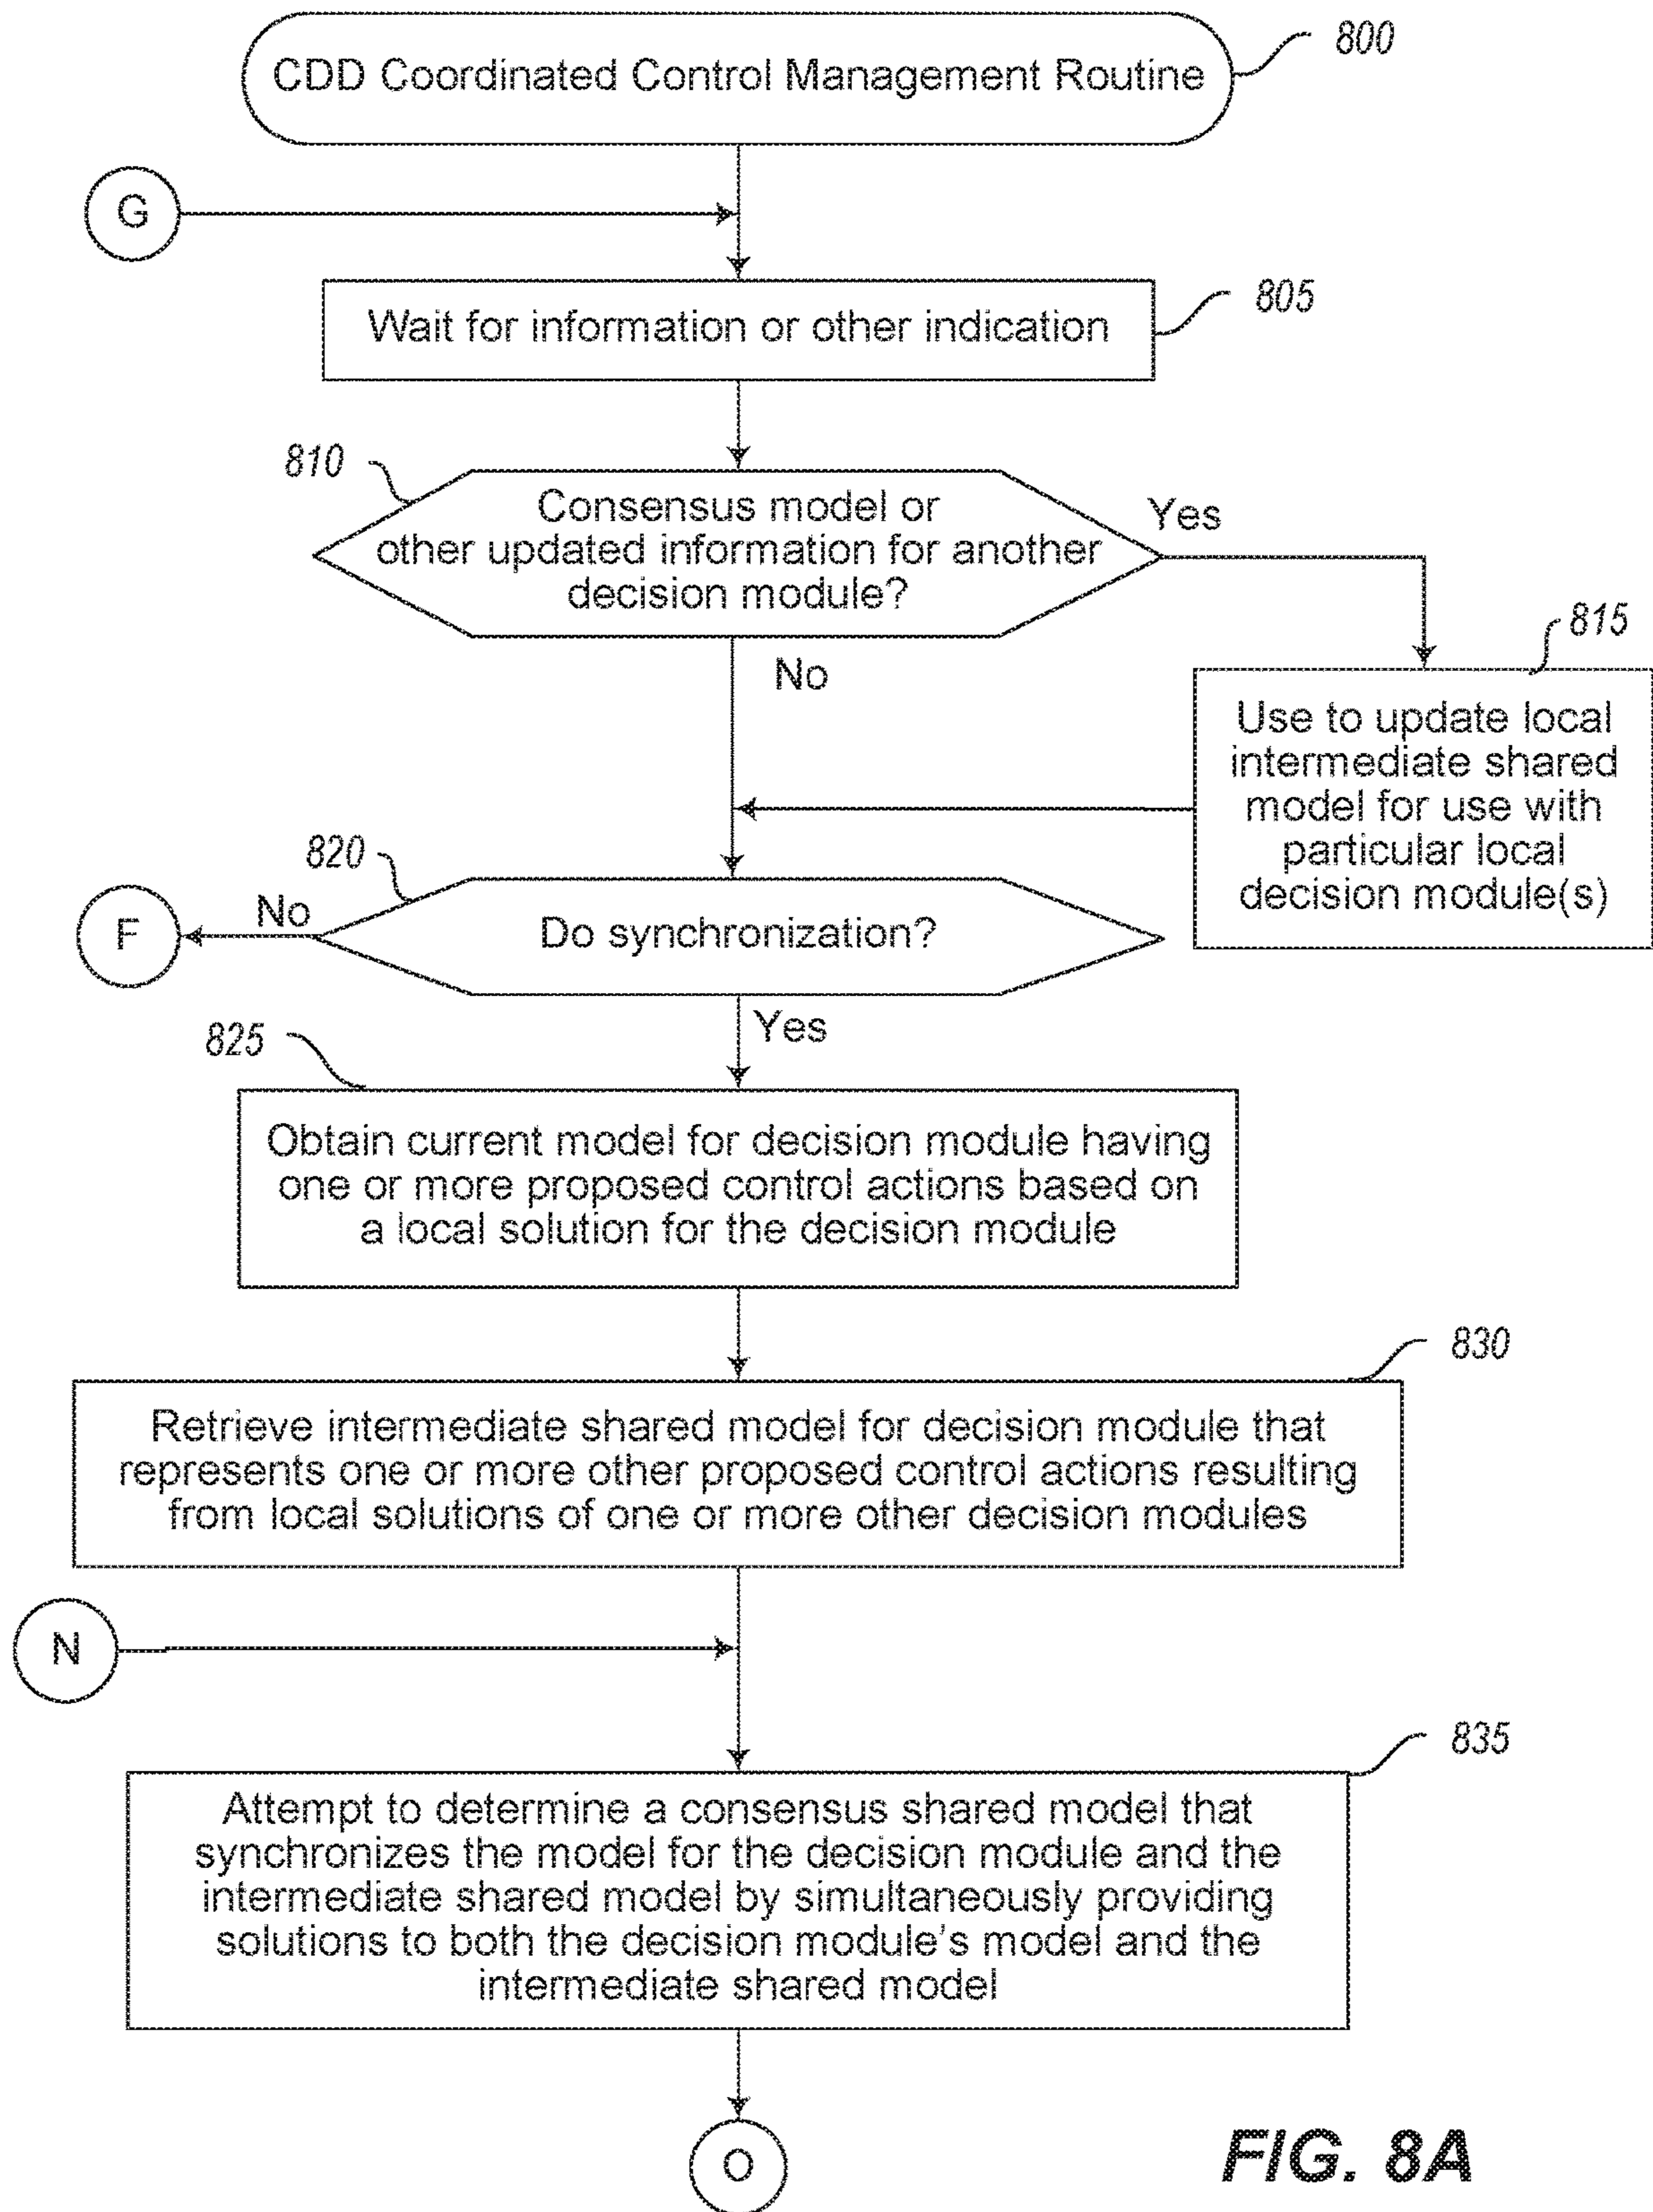 CDD Coordinated Control Management Routine
800
G
Wait for information or other indication
805
810
Consensus model or
other updated information for another
decision module?
Yes
No
815
Use to update local
intermediate shared
model for use with
particular local
decision module(s)
820
F
No
Do synchronization?
Yes
825
Obtain current model for decision module having
one or more proposed control actions based on
a local solution for the decision module
830
Retrieve intermediate shared model for decision module that
represents one or more other proposed control actions resulting
from local solutions of one or more other decision modules
N
835
Attempt to determine a consensus shared model that
synchronizes the model for the decision module and the
intermediate shared model by simultaneously providing
solutions to both the decision module's model and the
intermediate shared model
O
FIG. 8A